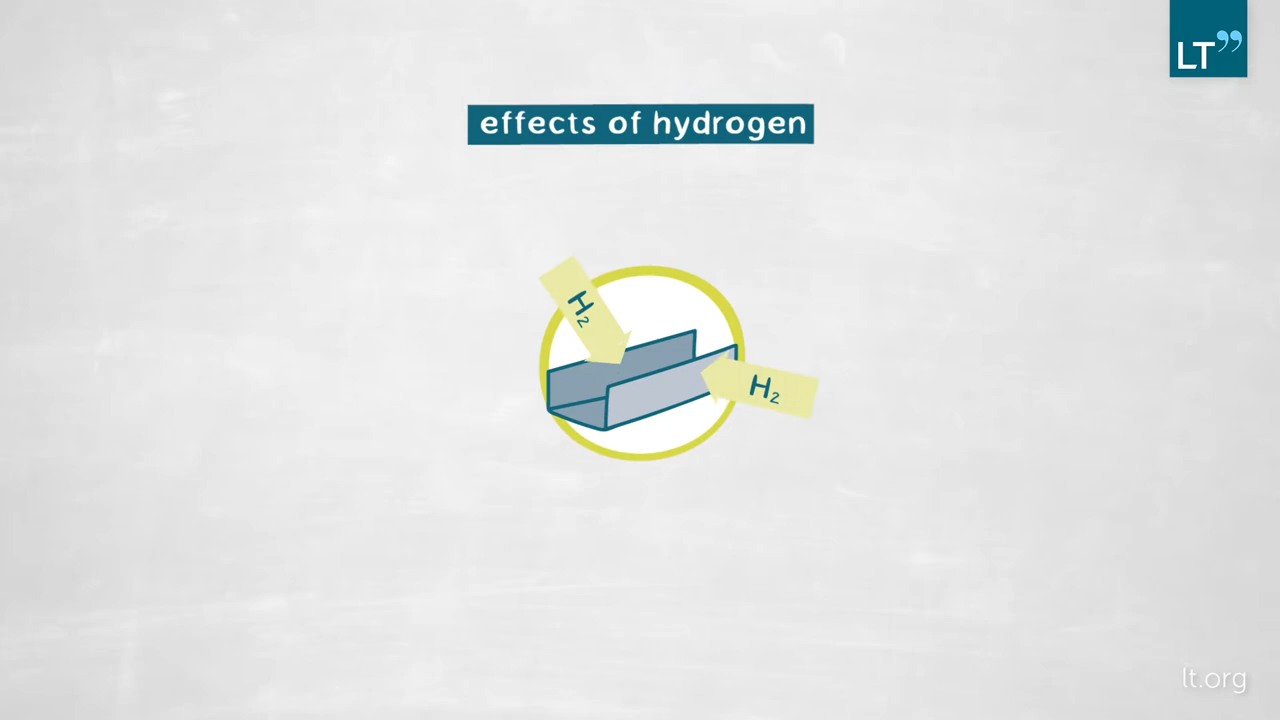 LT”
effects of hydrogen
H₂
H₂
lt.org